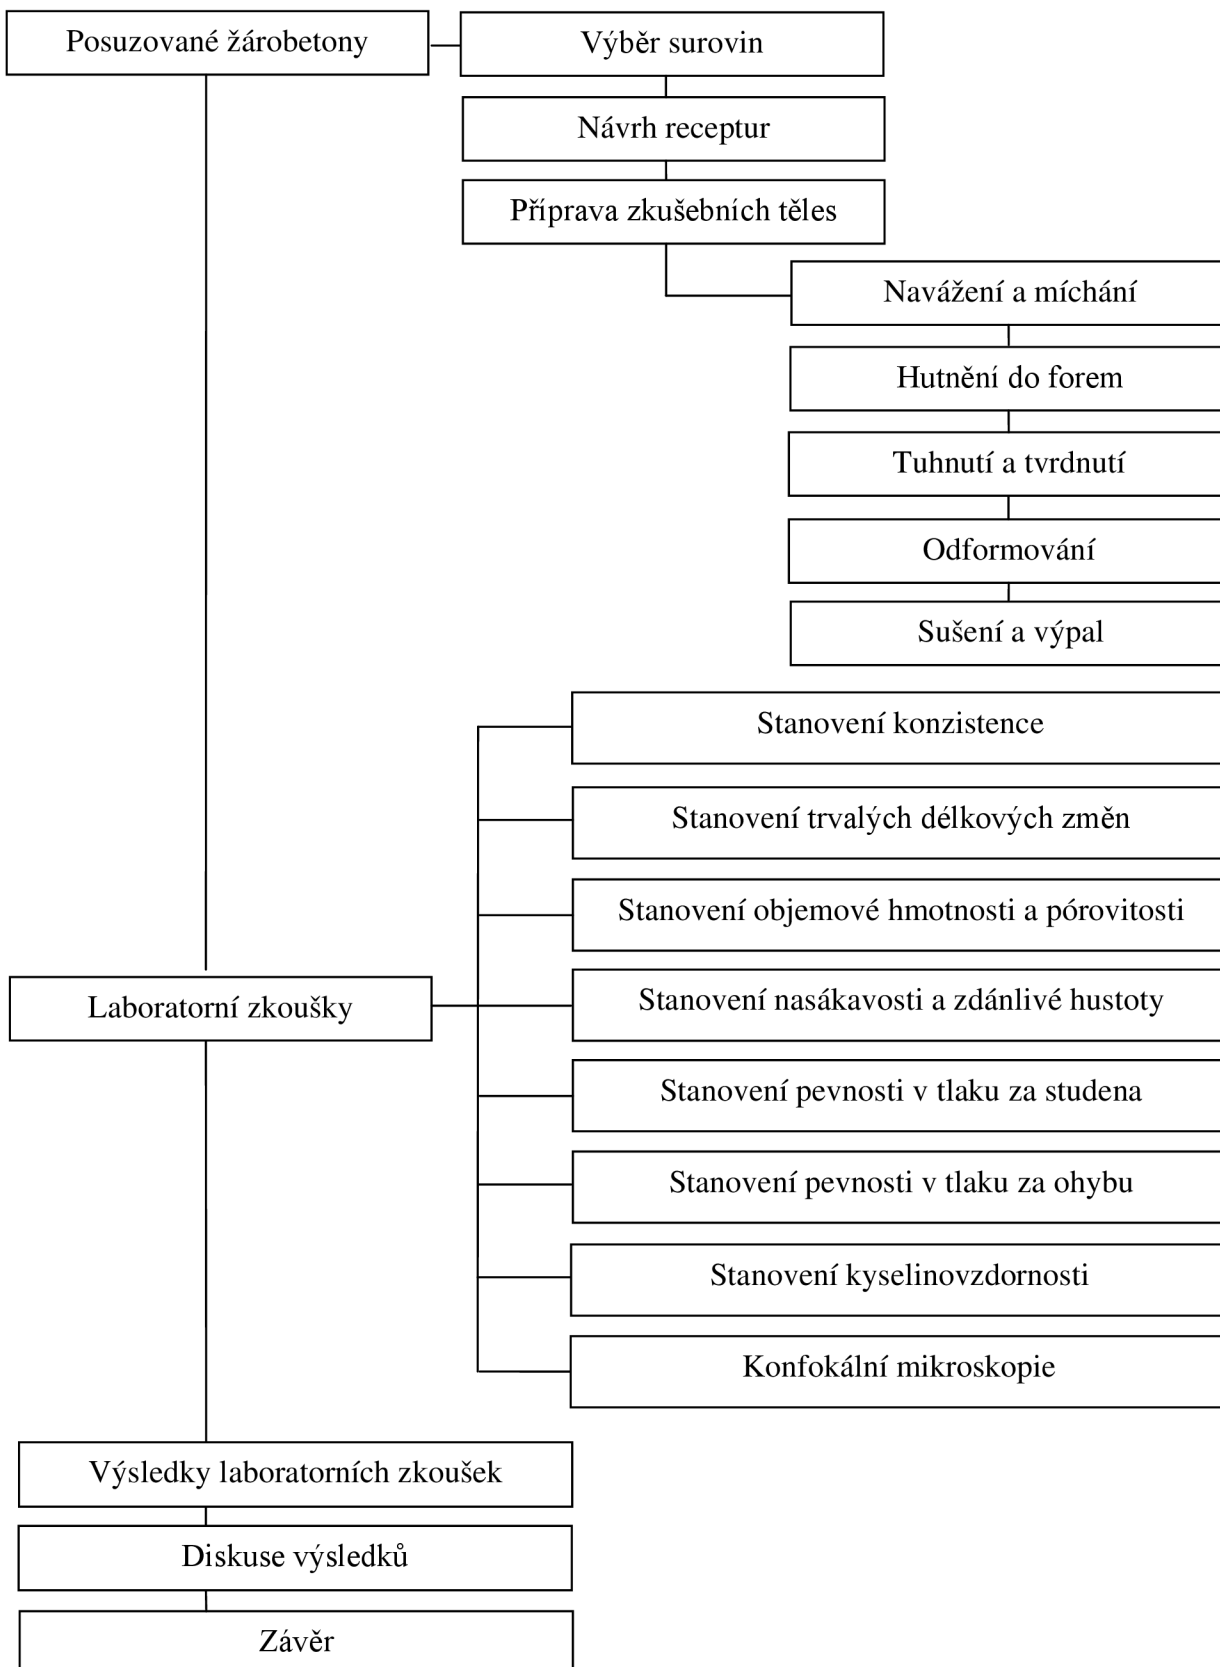 Posuzované žárobetony
Výběr surovin
Návrh receptur
Příprava zkušebních těles
Navážení a míchání
Hutnění do forem
Tuhnutí a tvrdnutí
Odformování
Sušení a výpal
Stanovení konzistence
Stanovení trvalých délkových změn
Stanovení objemové hmotnosti a pórovitosti
Laboratorní zkoušky
Stanovení nasákavosti a zdánlivé hustoty
Stanovení pevnosti v tlaku za studena
Stanovení pevnosti v tlaku za ohybu
Stanovení kyselinovzdornosti
Konfokální mikroskopie
Výsledky laboratorních zkoušek
Diskuse výsledků
Závěr